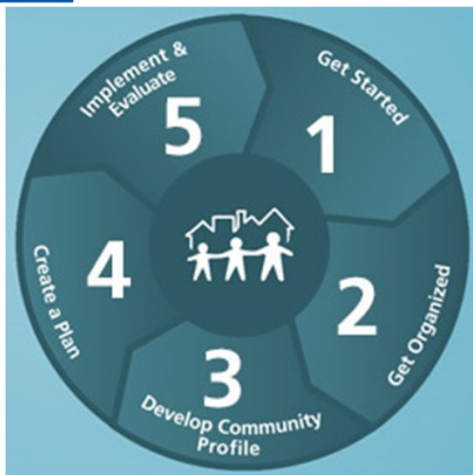 1
Get Started
2
Get Organized
3
Develop Community
Profile
4
Create a Plan
5
Implement &
Evaluate